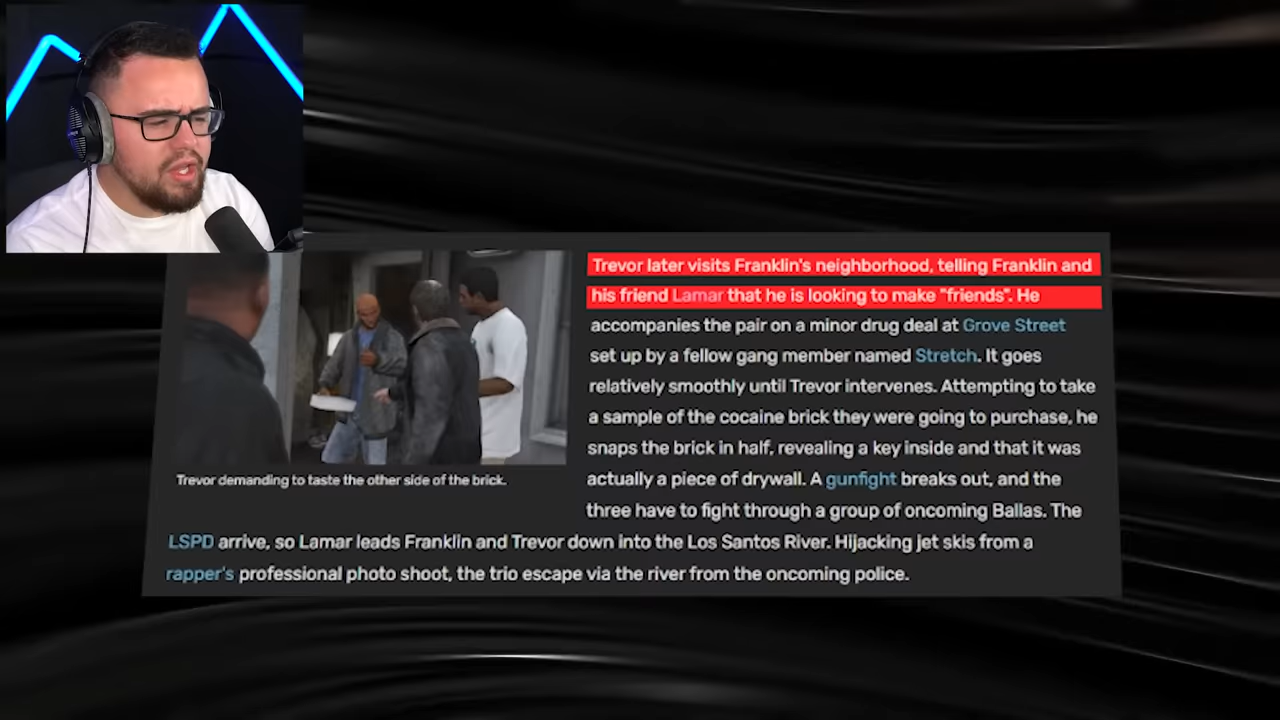 Trevor later visits Franklin's neighborhood, telling Franklin and
his friend Lamar that he is looking to make "friends". He
accompanies the pair on a minor drug deal at Grove Street
set up by a fellow gang member named Stretch. It goes
relatively smoothly until Trevor intervenes. Attempting to take
a sample of the cocaine brick they were going to purchase, he
snaps the brick in half, revealing a key inside and that it was
actually a piece of drywall. A gunfight breaks out, and the
three have to fight through a group of oncoming Ballas. The
Trevor demanding to taste the other side of the brick.
LSPD arrive, so Lamar leads Franklin and Trevor down into the Los Santos River. Hijacking jet skis from a
rapper's professional photo shoot, the trio escape via the river from the oncoming police.